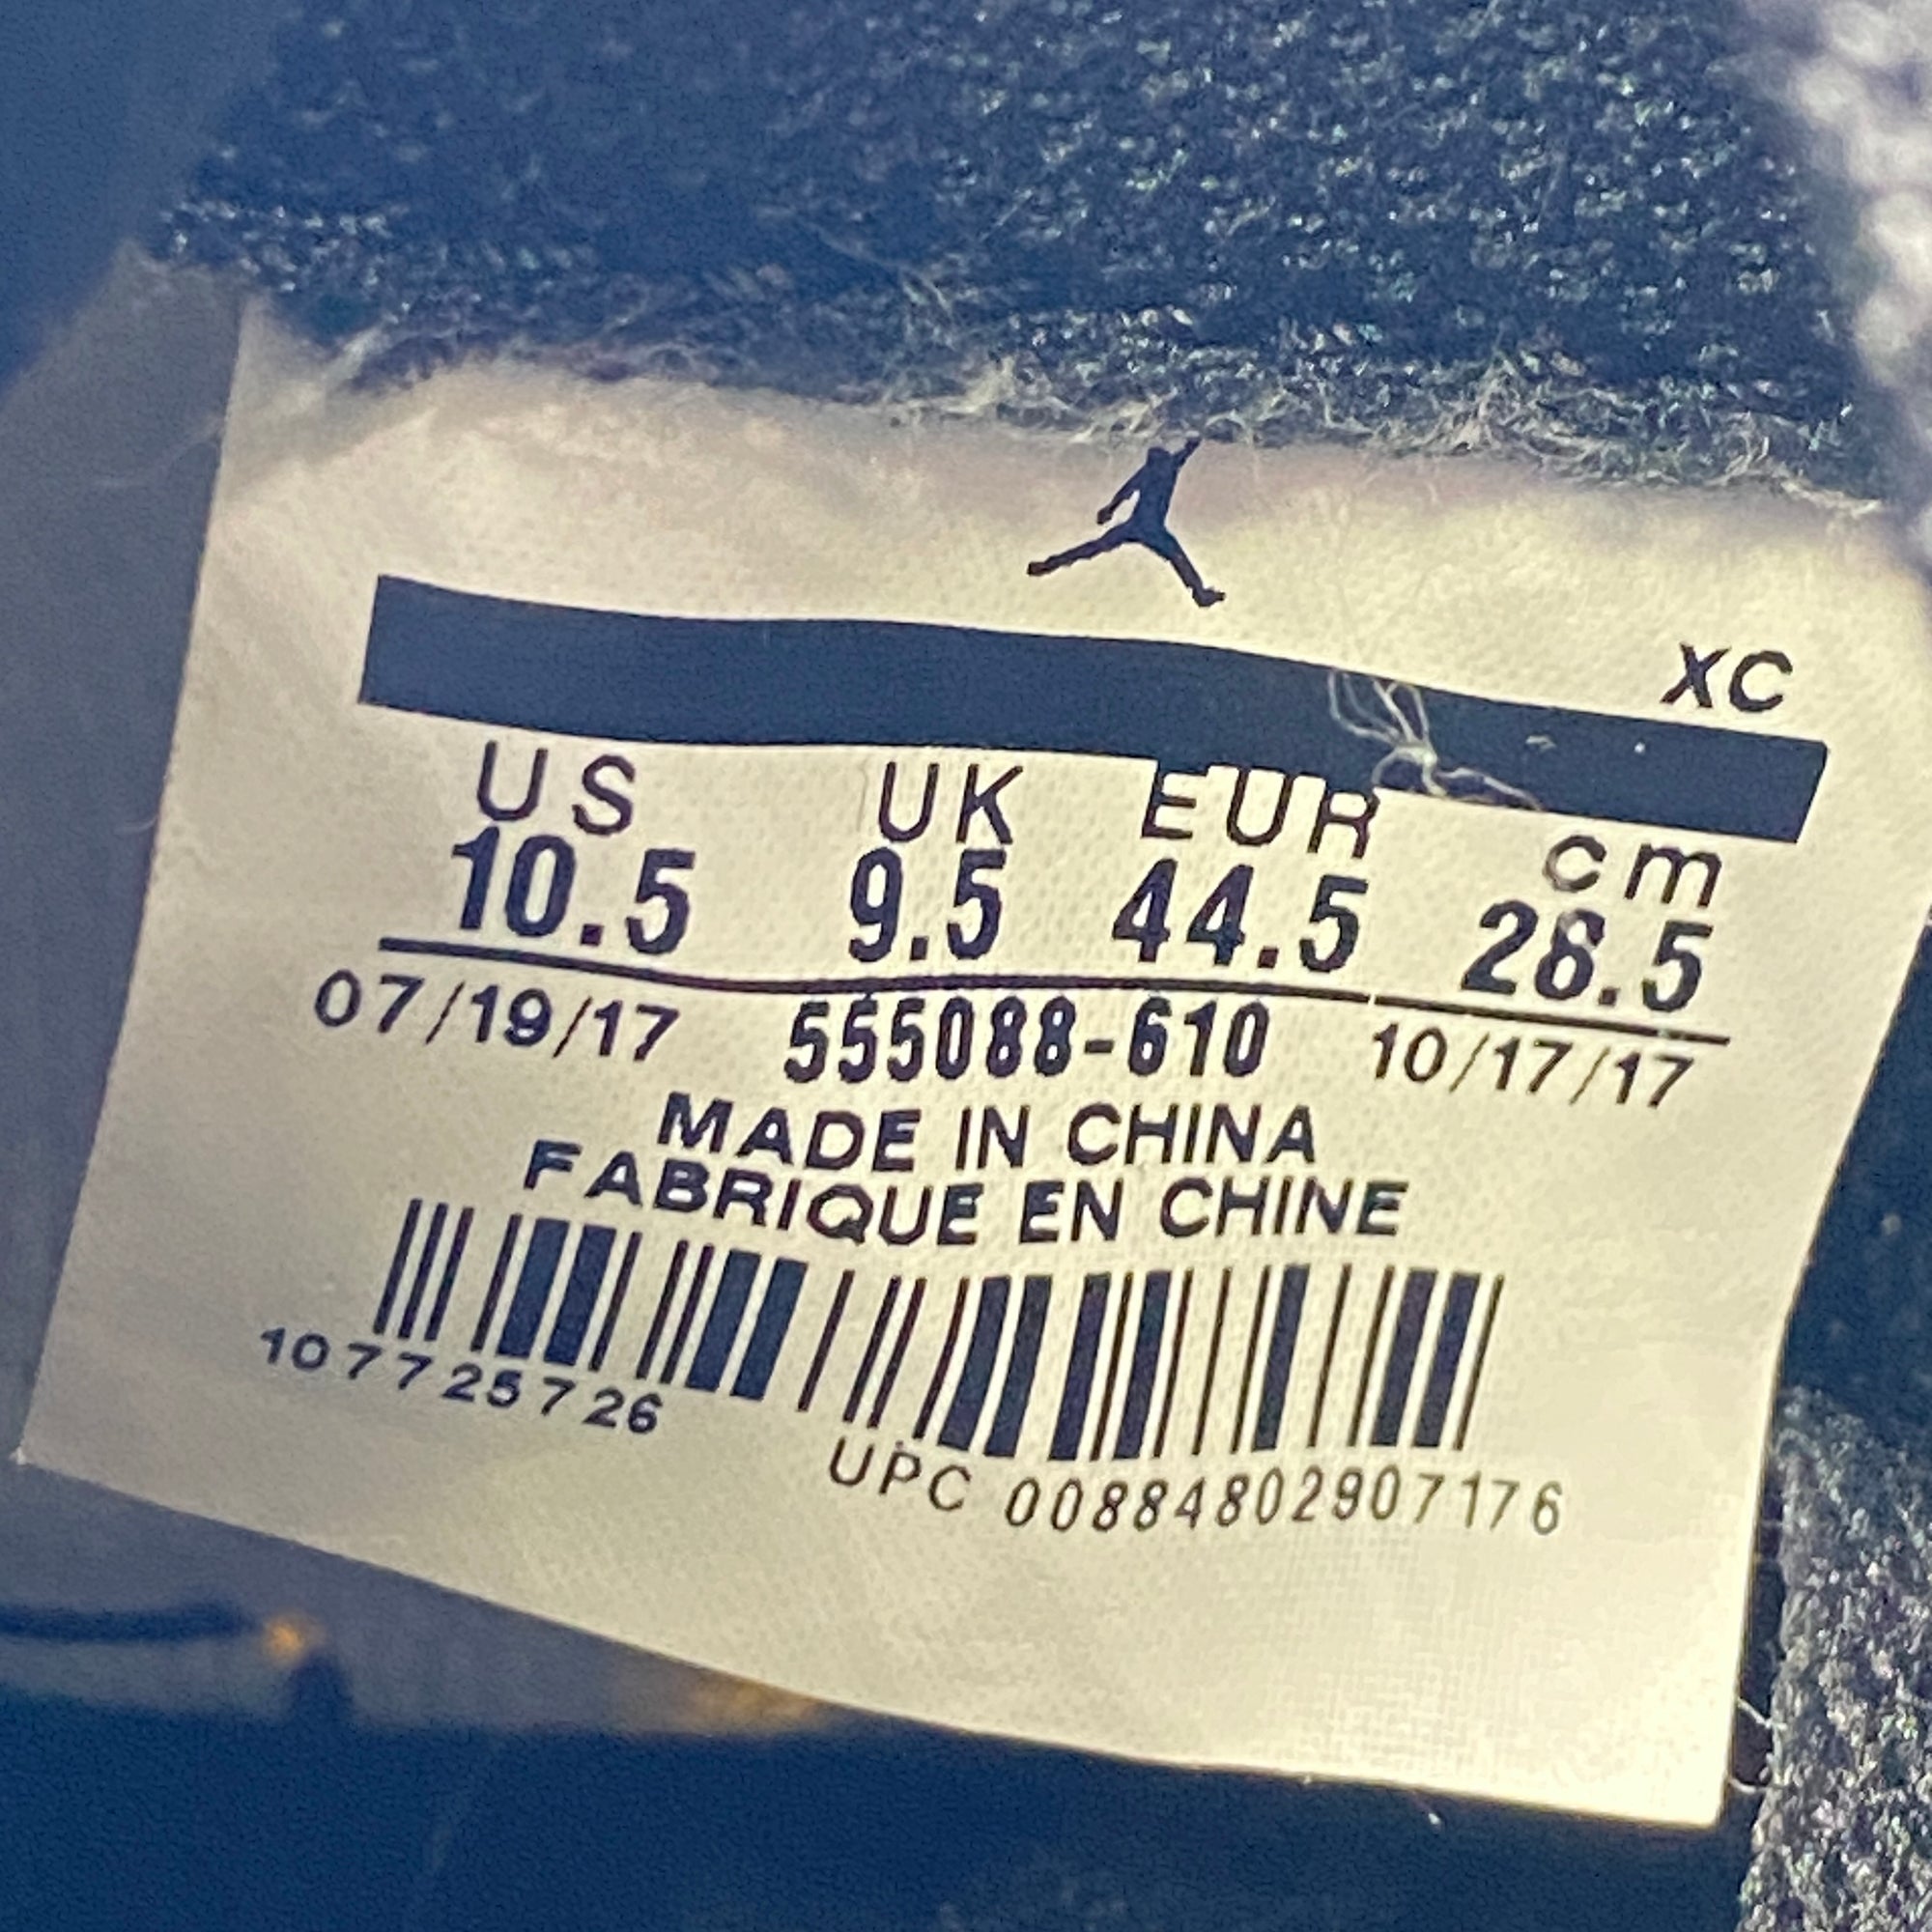 XC
US UK EUR cm
10.5 9.5 44.5 28.5
07/19/17 555088-610 10/17/17
MADE IN CHINA
FABRIQUE EN CHINE
107725726
UPC 00884802907176